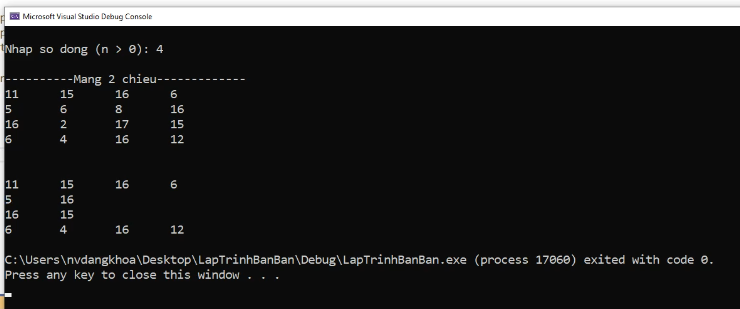 Microsoft Visual Studio Debug Console
Nhap so dong (n > 0): 4
----------Mang 2 chieu-------------
11 15 16 6
5 6 8 16
16 2 17 15
6 4 16 12
11 15 16 6
5 16
16 15
6 4 16 12
C:\Users\nvdangkhoa\Desktop\LapTrinhBanBan\Debug\LapTrinhBanBan.exe (process 17060) exited with code 0.
Press any key to close this window . . .